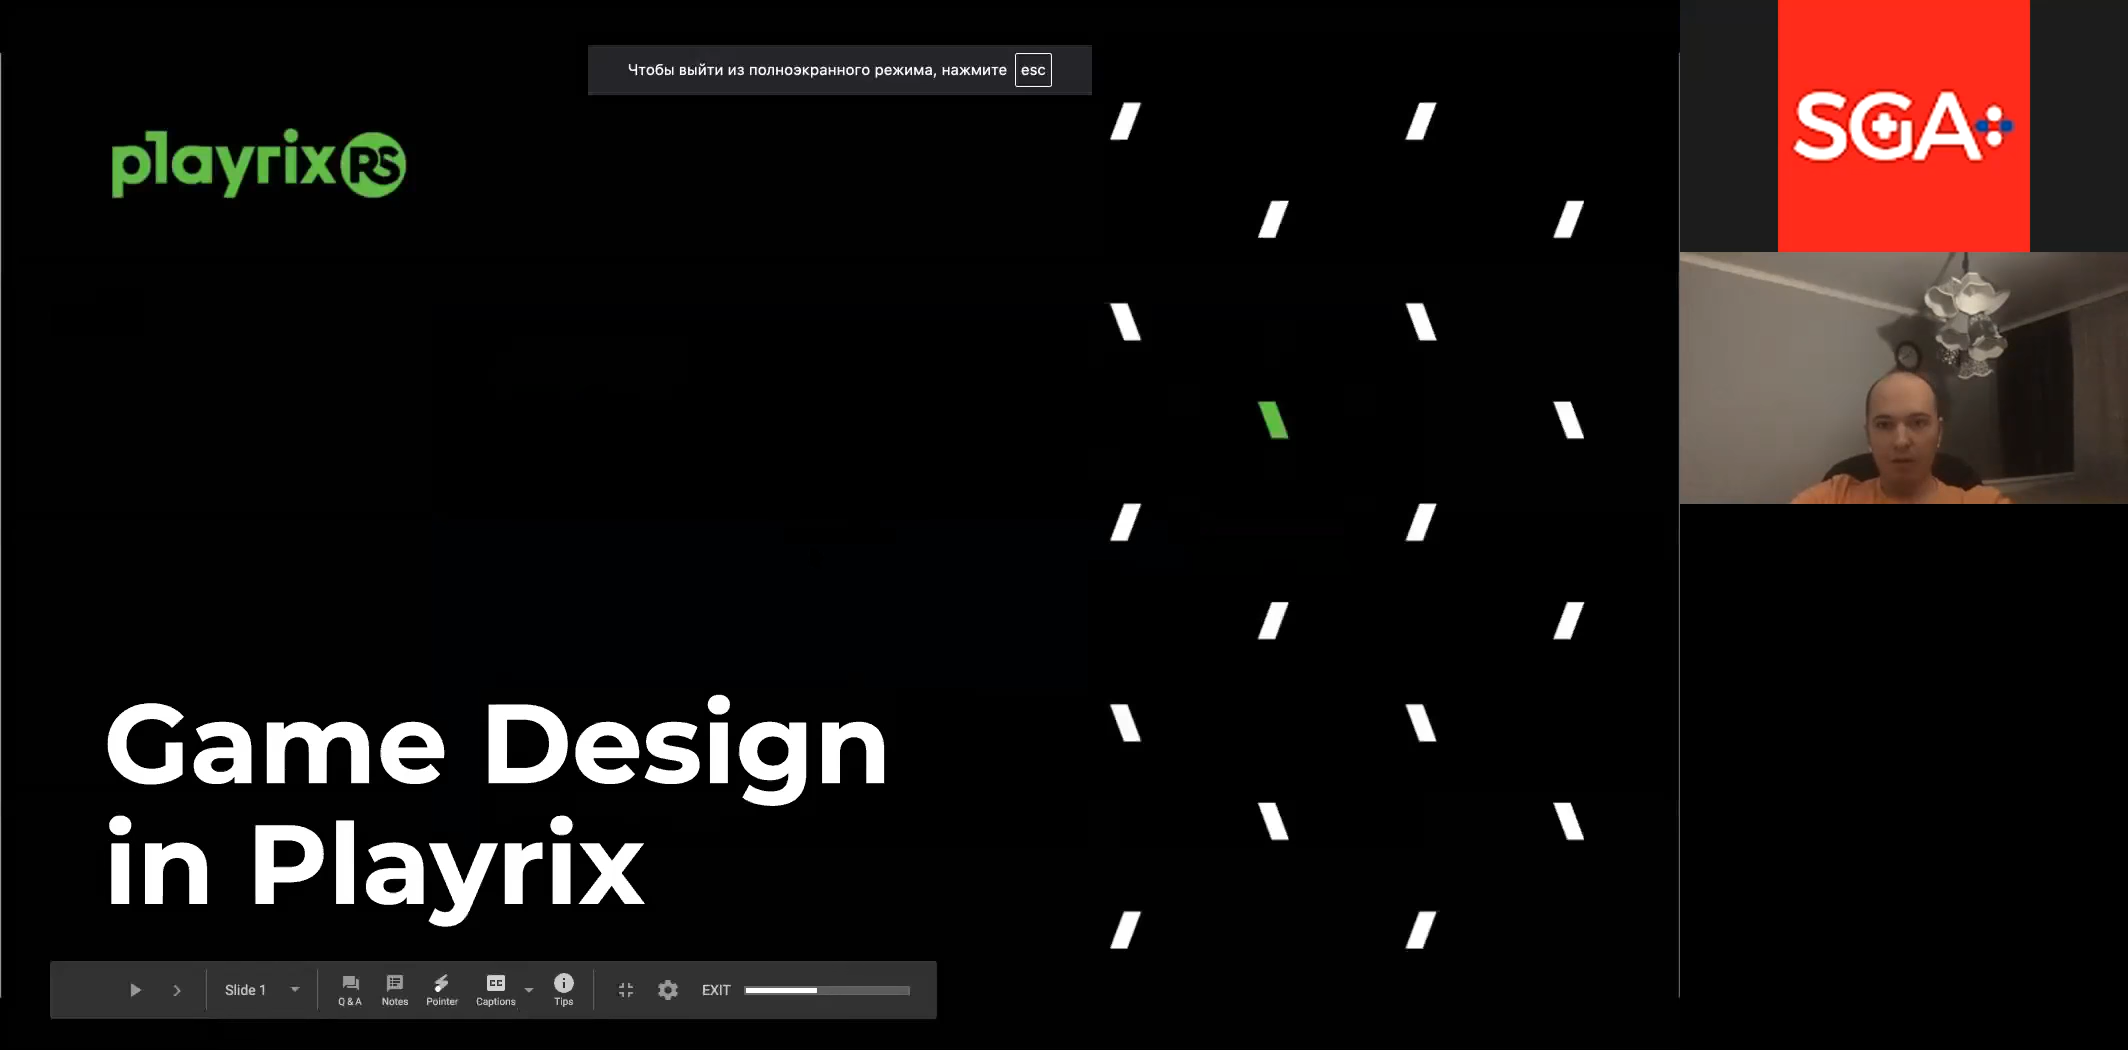 Чтобы выйти из полноэкранного режима, нажмите esc
playrix RS
SGA
Game Design
in Playrix
Slide 1
Q & A
Notes
Pointer
CC
Captions
Tips
EXIT